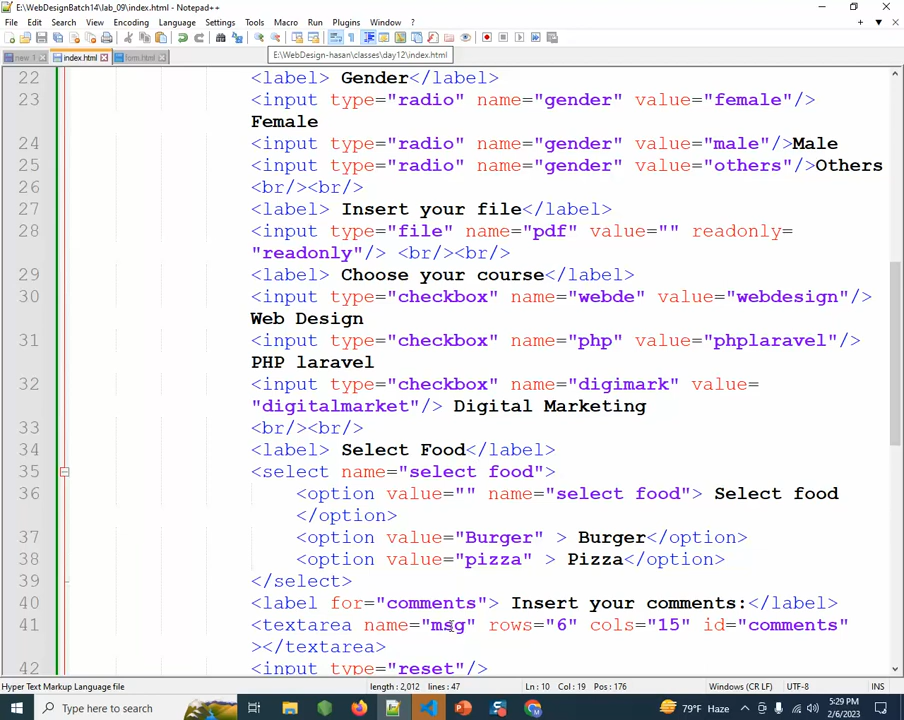 E:\WebDesignBatch14\lab_09\index.html - Notepad++
File Edit Search View Encoding Language Settings Tools Macro Run Plugins Window ?
E:\WebDesign-hasan\classes\day12\index.html
new 1 index.html form.html
22 <label> Gender</label>
23 <input type="radio" name="gender" value="female"/>
Female
24 <input type="radio" name="gender" value="male"/>Male
25 <input type="radio" name="gender" value="others"/>Others
26 <br/><br/>
27 <label> Insert your file</label>
28 <input type="file" name="pdf" value="" readonly=
"readonly"/> <br/><br/>
29 <label> Choose your course</label>
30 <input type="checkbox" name="webde" value="webdesign"/>
Web Design
31 <input type="checkbox" name="php" value="phplaravel"/>
PHP laravel
32 <input type="checkbox" name="digimark" value=
"digitalmarket"/> Digital Marketing
33 <br/><br/>
34 <label> Select Food</label>
35 <select name="select food">
36 <option value="" name="select food"> Select food
</option>
37 <option value="Burger" > Burger</option>
38 <option value="pizza" > Pizza</option>
39 </select>
40 <label for="comments"> Insert your comments:</label>
41 <textarea name="msg" rows="6" cols="15" id="comments"
></textarea>
42 <input type="reset"/>
Hyper Text Markup Language file length : 2,012 lines : 47 Ln : 10 Col : 19 Pos : 176 Windows (CR LF) UTF-8 INS
Type here to search 79°F Haze 5:29 PM
2/6/2023